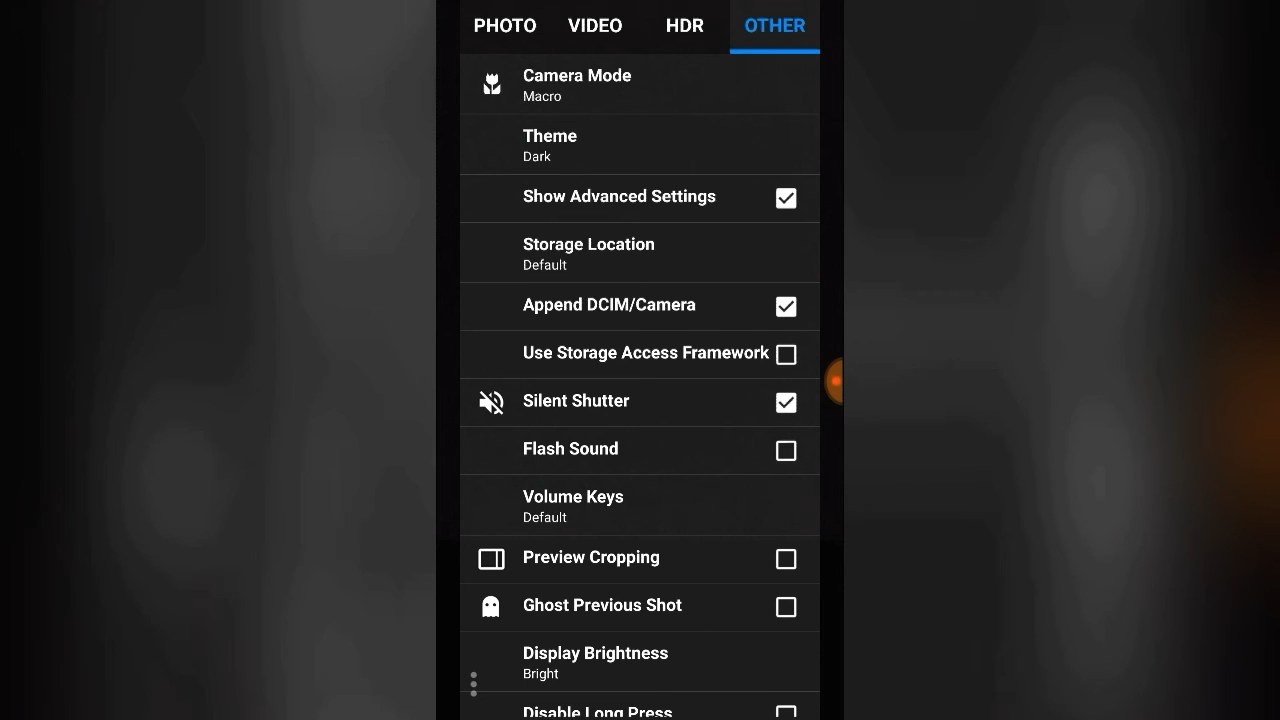 PHOTO VIDEO HDR OTHER
Camera Mode
Macro
Theme
Dark
Show Advanced Settings
Storage Location
Default
Append DCIM/Camera
Use Storage Access Framework
Silent Shutter
Flash Sound
Volume Keys
Default
Preview Cropping
Ghost Previous Shot
Display Brightness
Bright
Disable Long Press